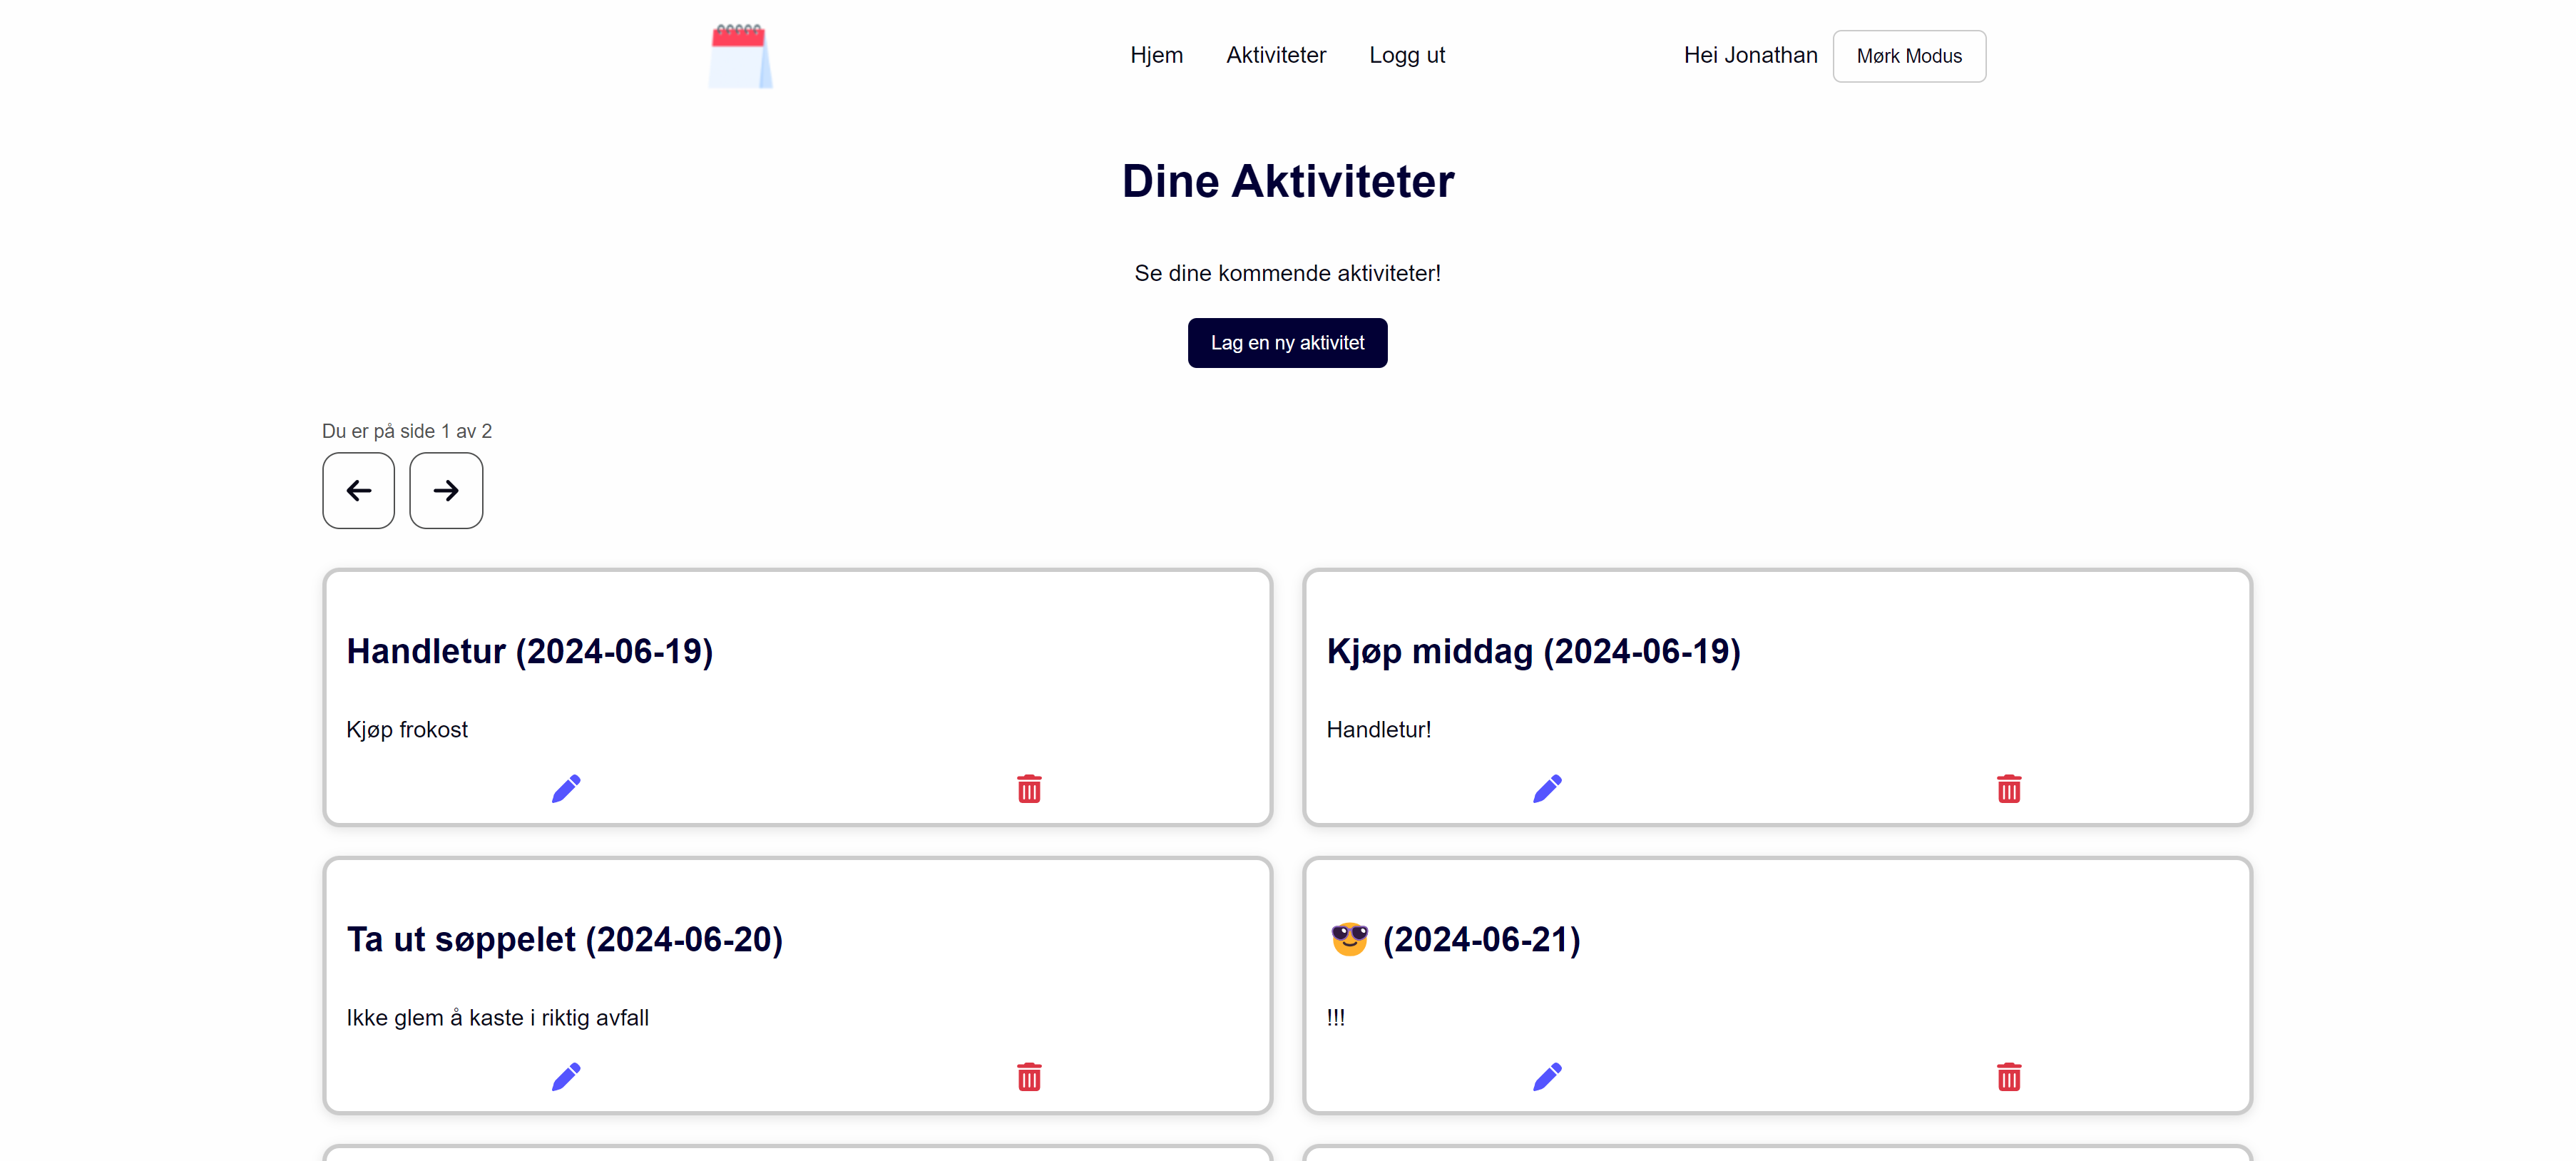 Hjem Aktiviteter Logg ut Hei Jonathan Mørk Modus
Dine Aktiviteter
Se dine kommende aktiviteter!
Lag en ny aktivitet
Du er på side 1 av 2
Handletur (2024-06-19)
Kjøp frokost
Kjøp middag (2024-06-19)
Handletur!
Ta ut søppelet (2024-06-20)
Ikke glem å kaste i riktig avfall
😎 (2024-06-21)
!!!